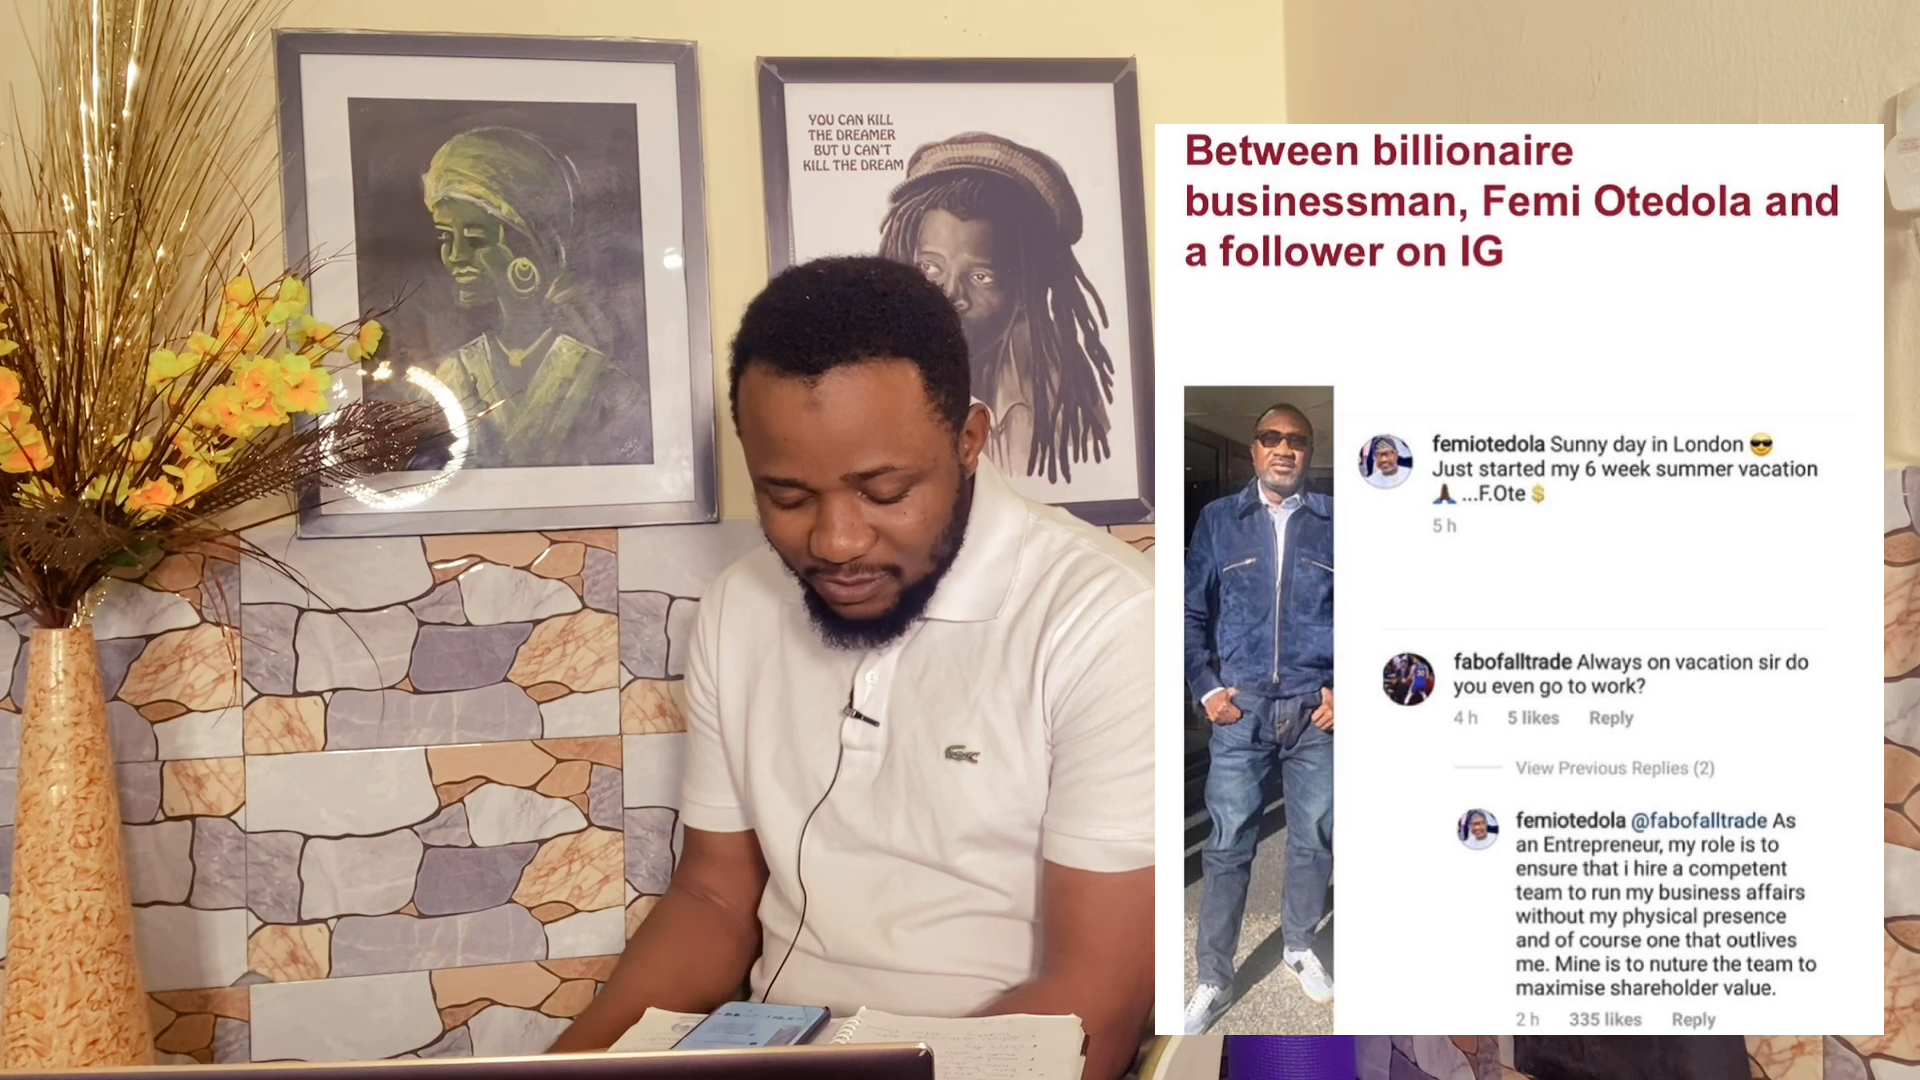 YOU CAN KILL
THE DREAMER
BUT U CAN'T
KILL THE DREAM
Between billionaire
businessman, Femi Otedola and
a follower on IG
femiotedola Sunny day in London 😎
Just started my 6 week summer vacation
🙏🏿 ...F.Ote 💲
5 h
fabofalltrade Always on vacation sir do
you even go to work?
4 h 5 likes Reply
View Previous Replies (2)
femiotedola @fabofalltrade As
an Entrepreneur, my role is to
ensure that i hire a competent
team to run my business affairs
without my physical presence
and of course one that outlives
me. Mine is to nuture the team to
maximise shareholder value.
2 h 335 likes Reply